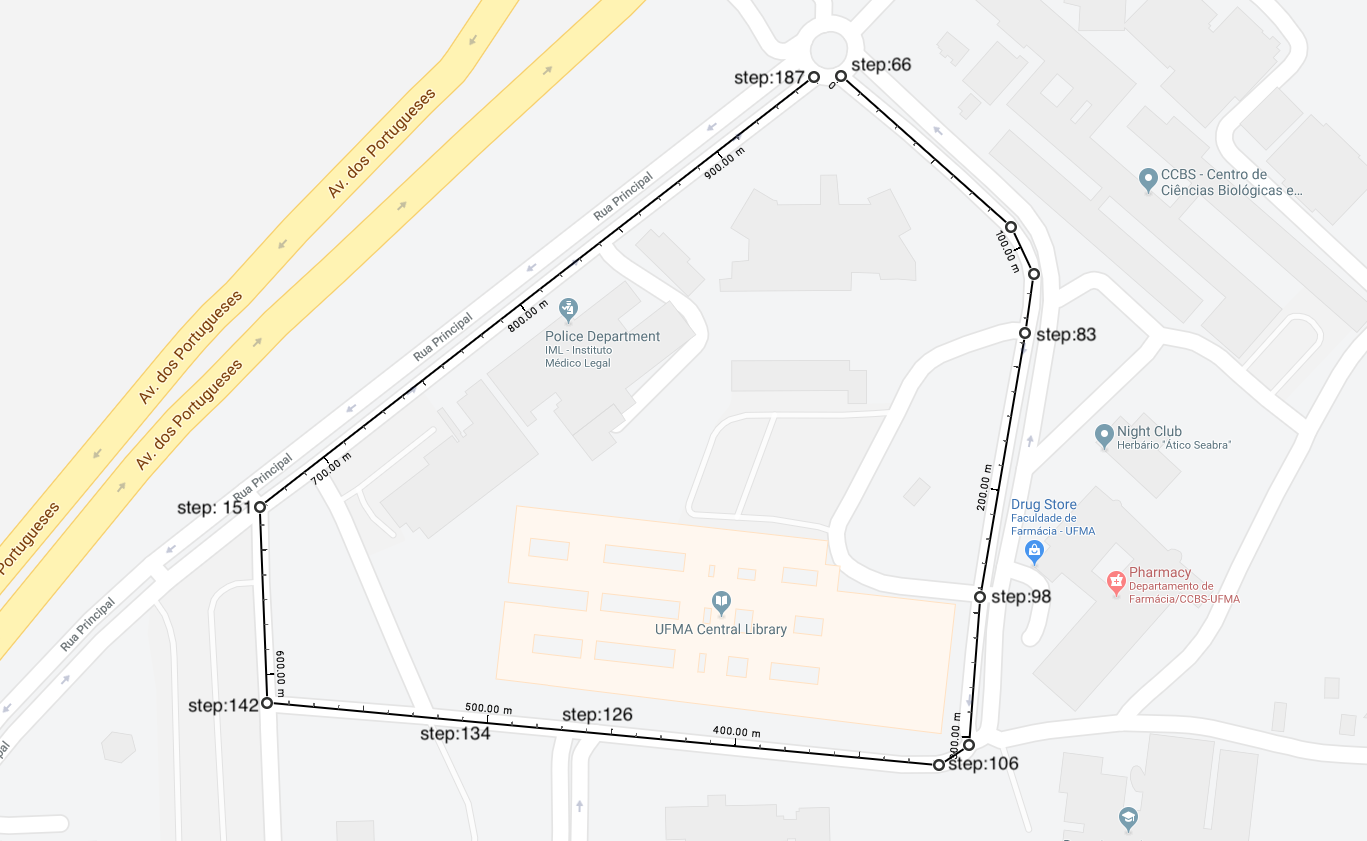 step:187
step:66
0
Av. dos Portugueses
900.00 m
Rua Principal
CCBS - Centro de
Ciências Biológicas e...
100.00 m
Av. dos Portugueses
800.00 m
Police Department
IML - Instituto
Médico Legal
Rua Principal
step:83
Av. dos Portugueses
Night Club
Herbário "Ático Seabra"
700.00 m
Rua Principal
200.00 m
step: 151
Drug Store
Faculdade de
Farmácia - UFMA
Portugueses
Pharmacy
Departamento de
Farmácia/CCBS-UFMA
step:98
UFMA Central Library
Rua Principal
600.00 m
step:142
500.00 m
step:126
step:134
400.00 m
300.00 m
step:106
pal